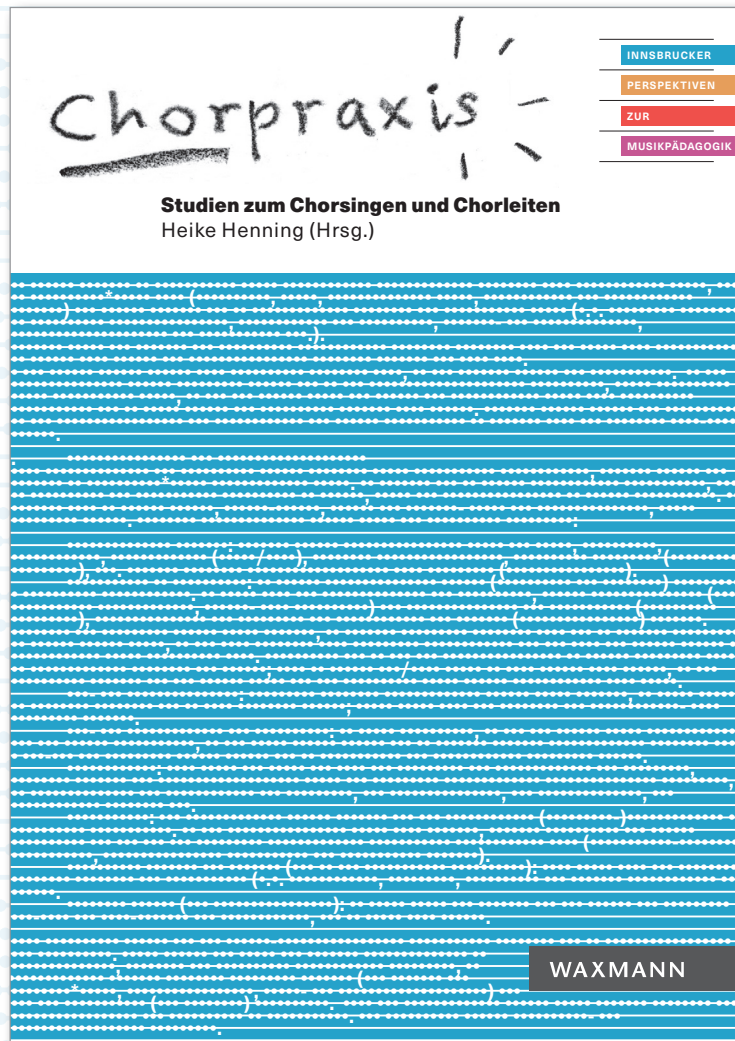 Chorpraxis
INNSBRUCKER
PERSPEKTIVEN
ZUR
MUSIKPÄDAGOGIK
Studien zum Chorsingen und Chorleiten
Heike Henning (Hrsg.)
WAXMANN